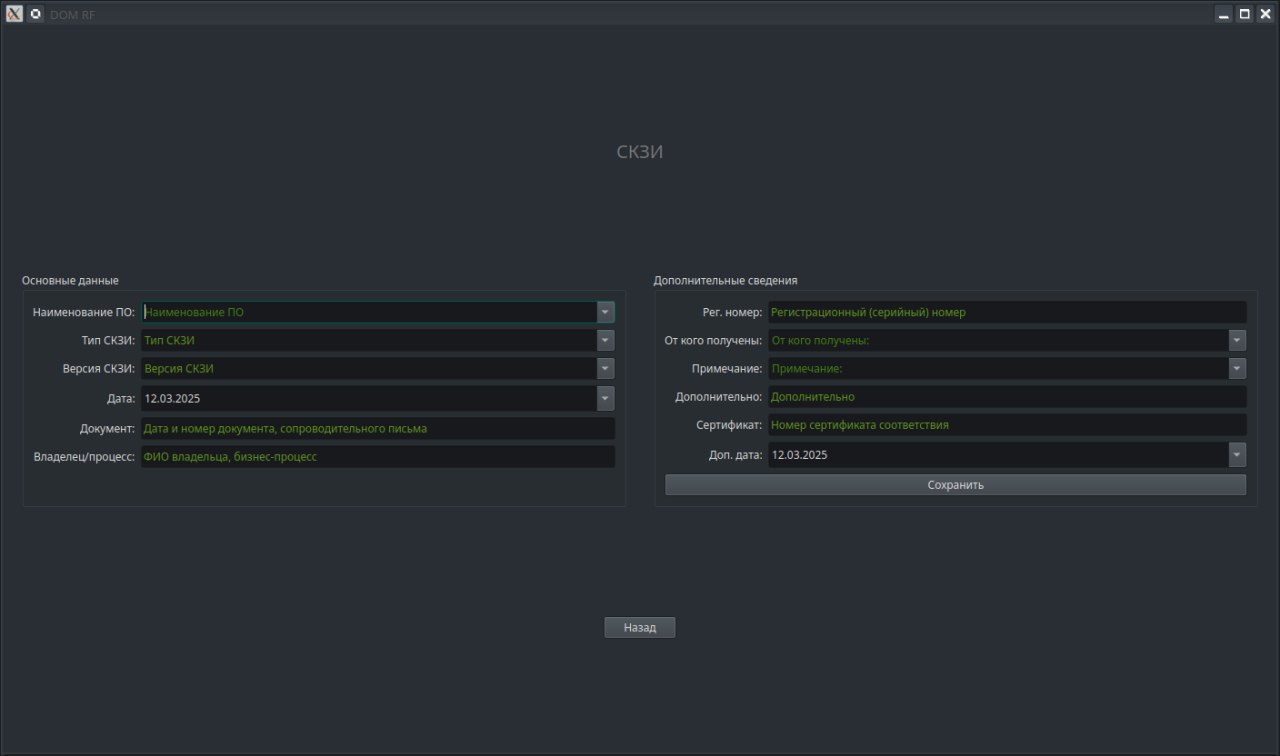 DOM RF
СКЗИ
Основные данные
Наименование ПО: Наименование ПО
Тип СКЗИ: Тип СКЗИ
Версия СКЗИ: Версия СКЗИ
Дата: 12.03.2025
Документ: Дата и номер документа, сопроводительного письма
Владелец/процесс: ФИО владельца, бизнес-процесс
Дополнительные сведения
Рег. номер: Регистрационный (серийный) номер
От кого получены: От кого получены:
Примечание: Примечание:
Дополнительно: Дополнительно
Сертификат: Номер сертификата соответствия
Доп. дата: 12.03.2025
Сохранить
Назад